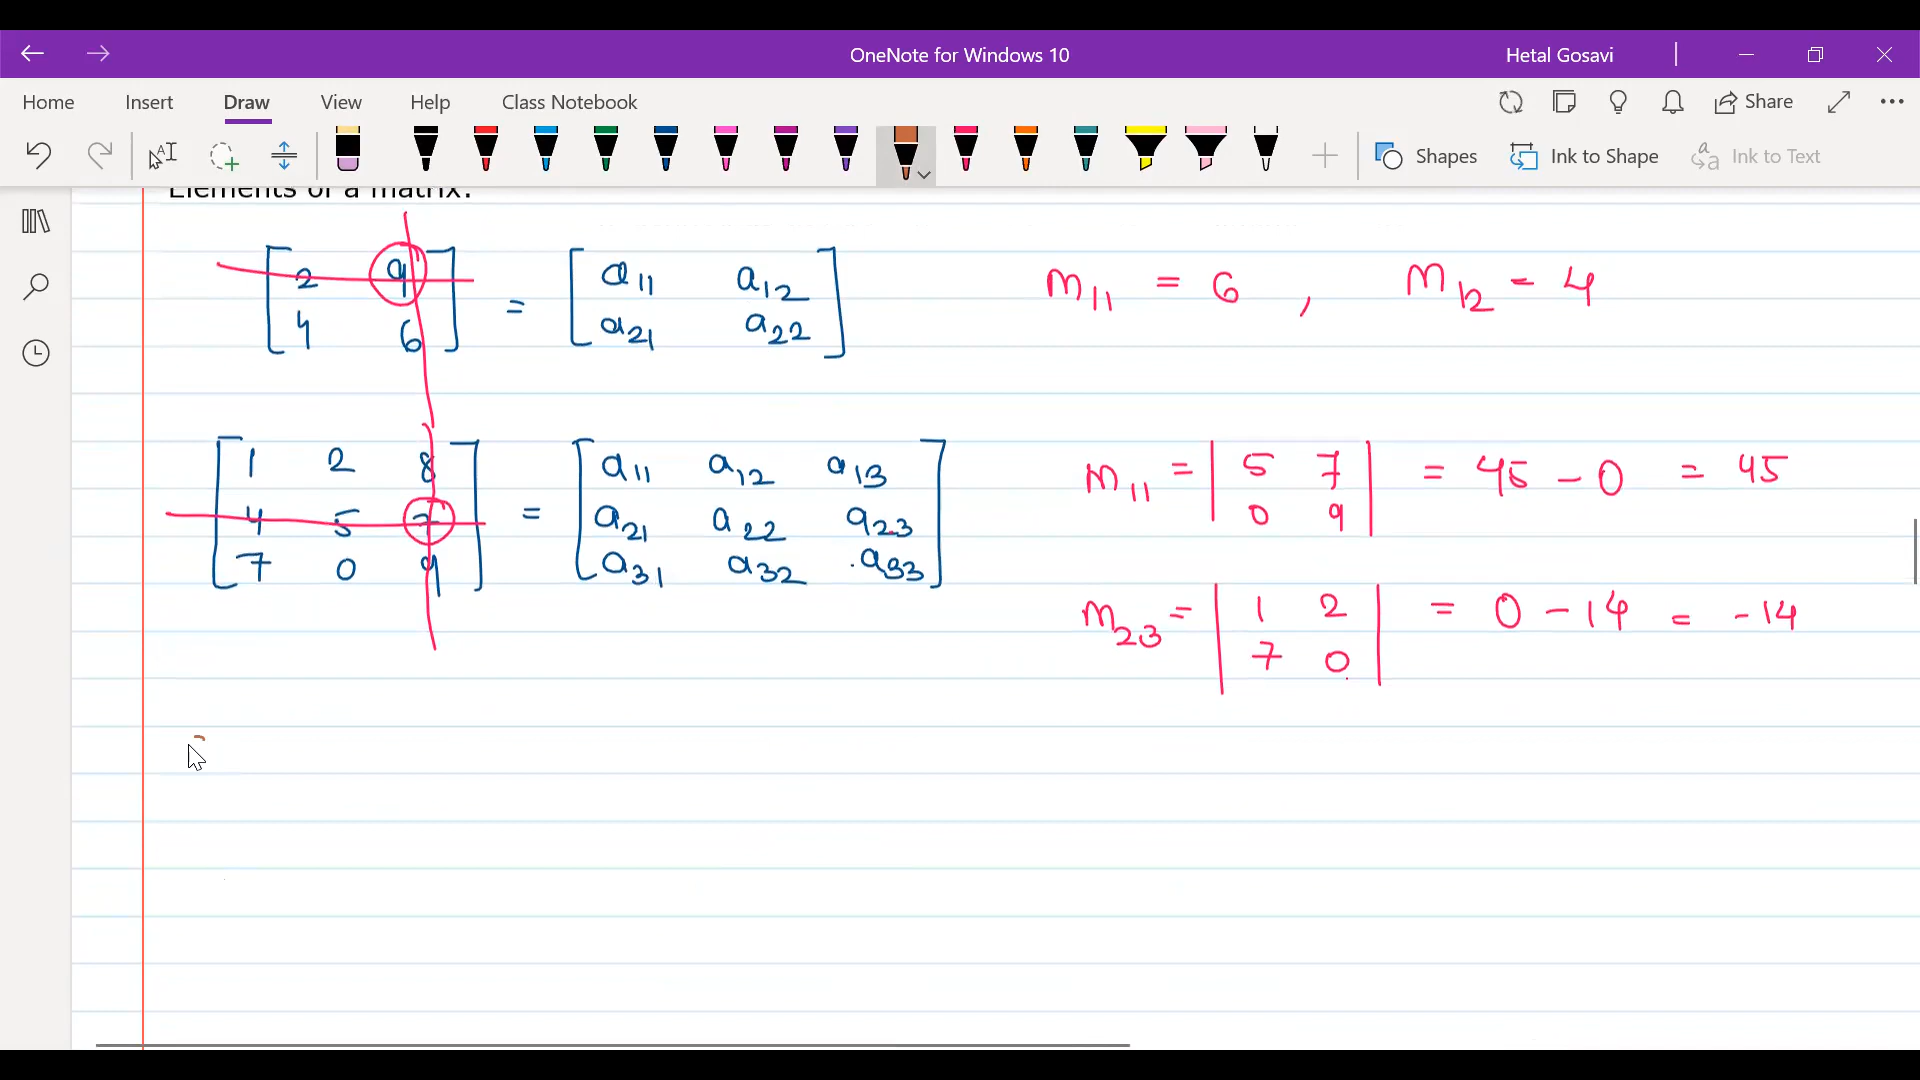 OneNote for Windows 10
Hetal Gosavi
Home Insert Draw View Help Class Notebook Share
Shapes Ink to Shape Ink to Text
Elements of a matrix:
[2 9] = [a11 a12] m11 = 6 , m12 = 4
[4 6] [a21 a22]
[1 2 8] [a11 a12 a13] m11 = |5 7| = 45 - 0 = 45
[4 5 7] = [a21 a22 a23] |0 9|
[7 0 9] [a31 a32 a33]
m23 = |1 2| = 0 - 14 = -14
|7 0|